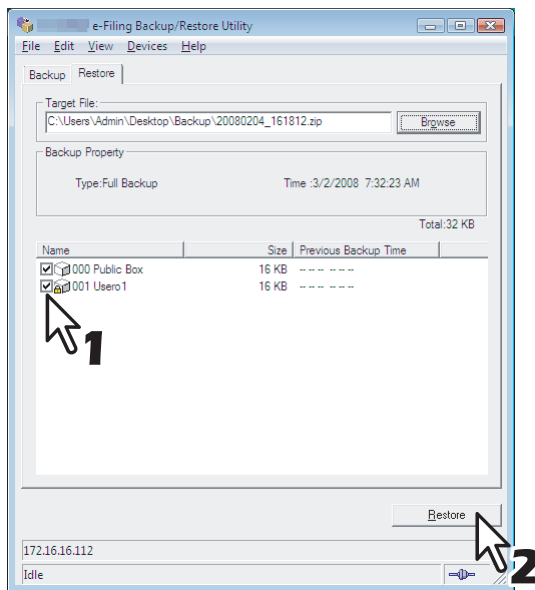 e-Filing Backup/Restore Utility
File Edit View Devices Help
Backup Restore
Target File:
C:\Users\Admin\Desktop\Backup\20080204_161812.zip Browse
Backup Property
Type:Full Backup Time :3/2/2008 7:32:23 AM
Total:32 KB
Name Size Previous Backup Time
000 Public Box 16 KB -- -- -- -- -- --
001 Usero1 16 KB -- -- -- -- -- --
1
Restore
172.16.16.112
2
Idle